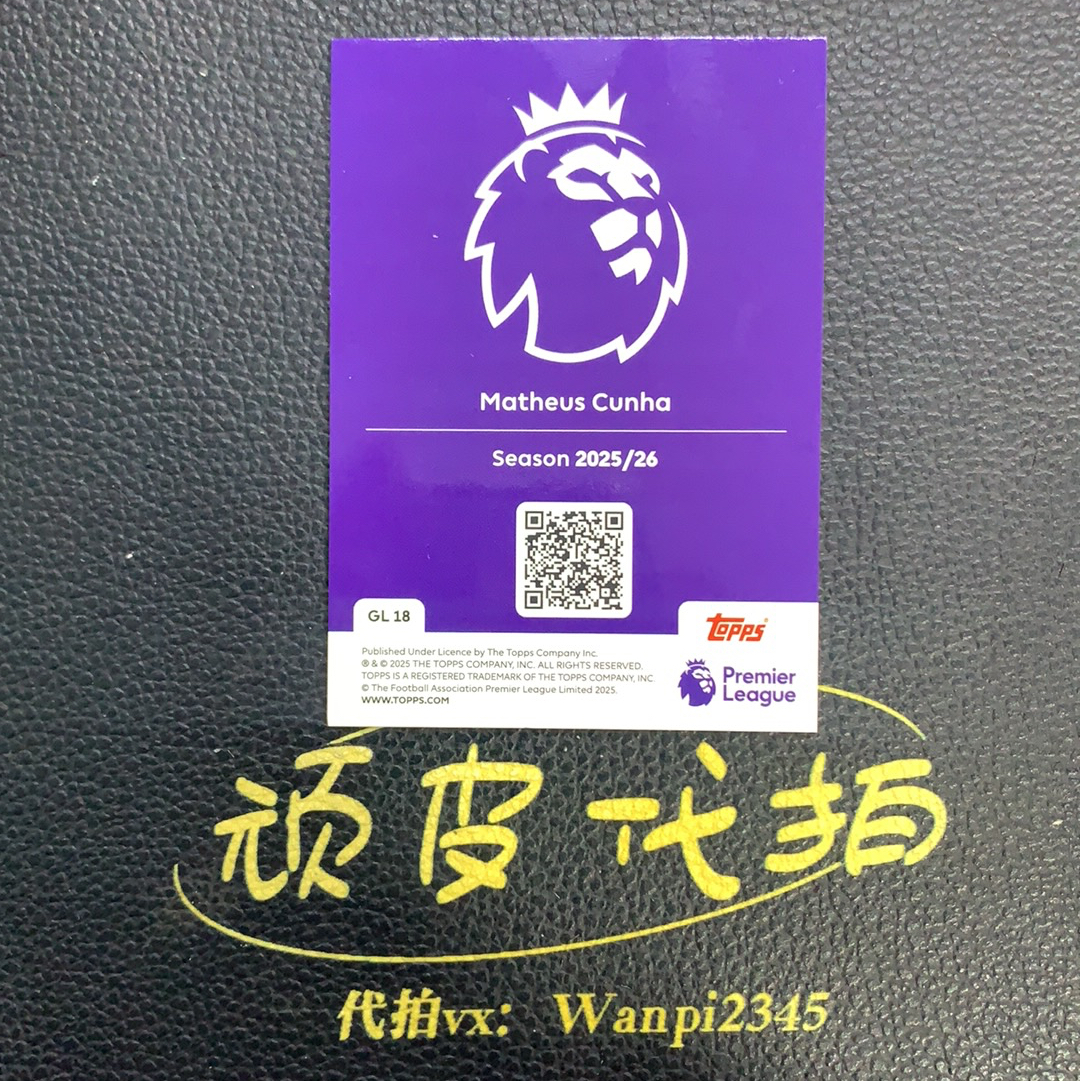 Matheus Cunha
Season 2025/26
GL 18
topps
Published Under Licence by The Topps Company Inc.
® & © 2025 THE TOPPS COMPANY, INC. ALL RIGHTS RESERVED.
TOPPS IS A REGISTERED TRADEMARK OF THE TOPPS COMPANY, INC
© The Football Association Premier League Limited 2025.
WWW.TOPPS.COM
Premier
League
顽皮代拍
代拍vx: Wanpi2345